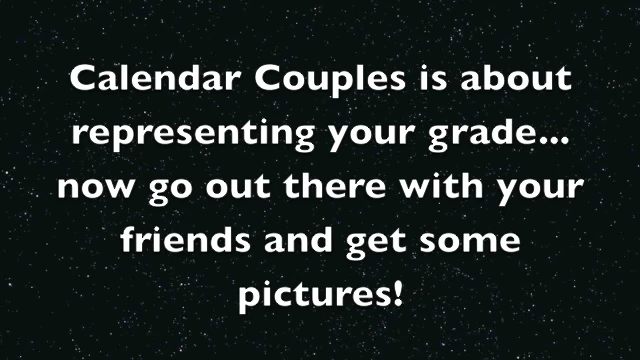 Calendar Couples is about
representing your grade...
now go out there with your
friends and get some
pictures!